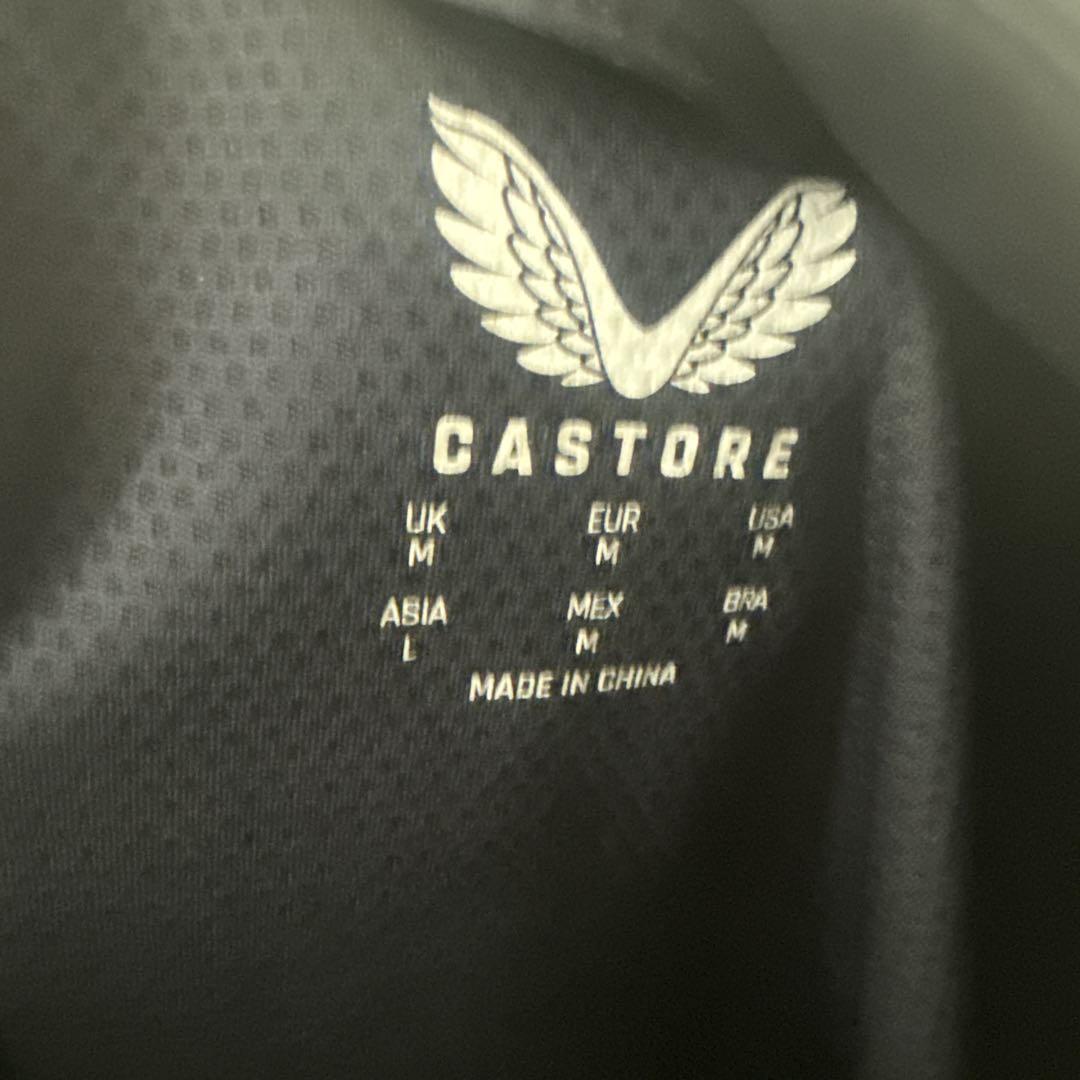 CASTORE
UK EUR USA
M M M
ASIA MEX BRA
L M M
MADE IN CHINA